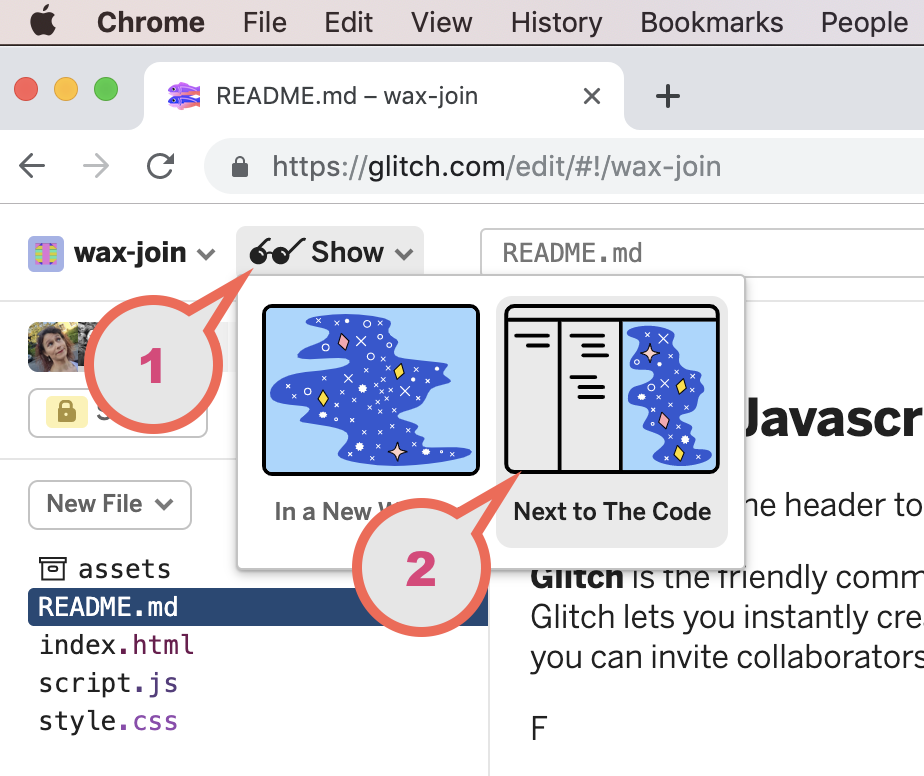 Chrome File Edit View History Bookmarks People
README.md – wax-join
https://glitch.com/edit/#!/wax-join
wax-join Show README.md
1
In a New
Next to The Code
2
New File
assets
README.md
index.html
script.js
style.css
Javascr
he header to
Glitch is the friendly comm
Glitch lets you instantly crea
you can invite collaborators
F